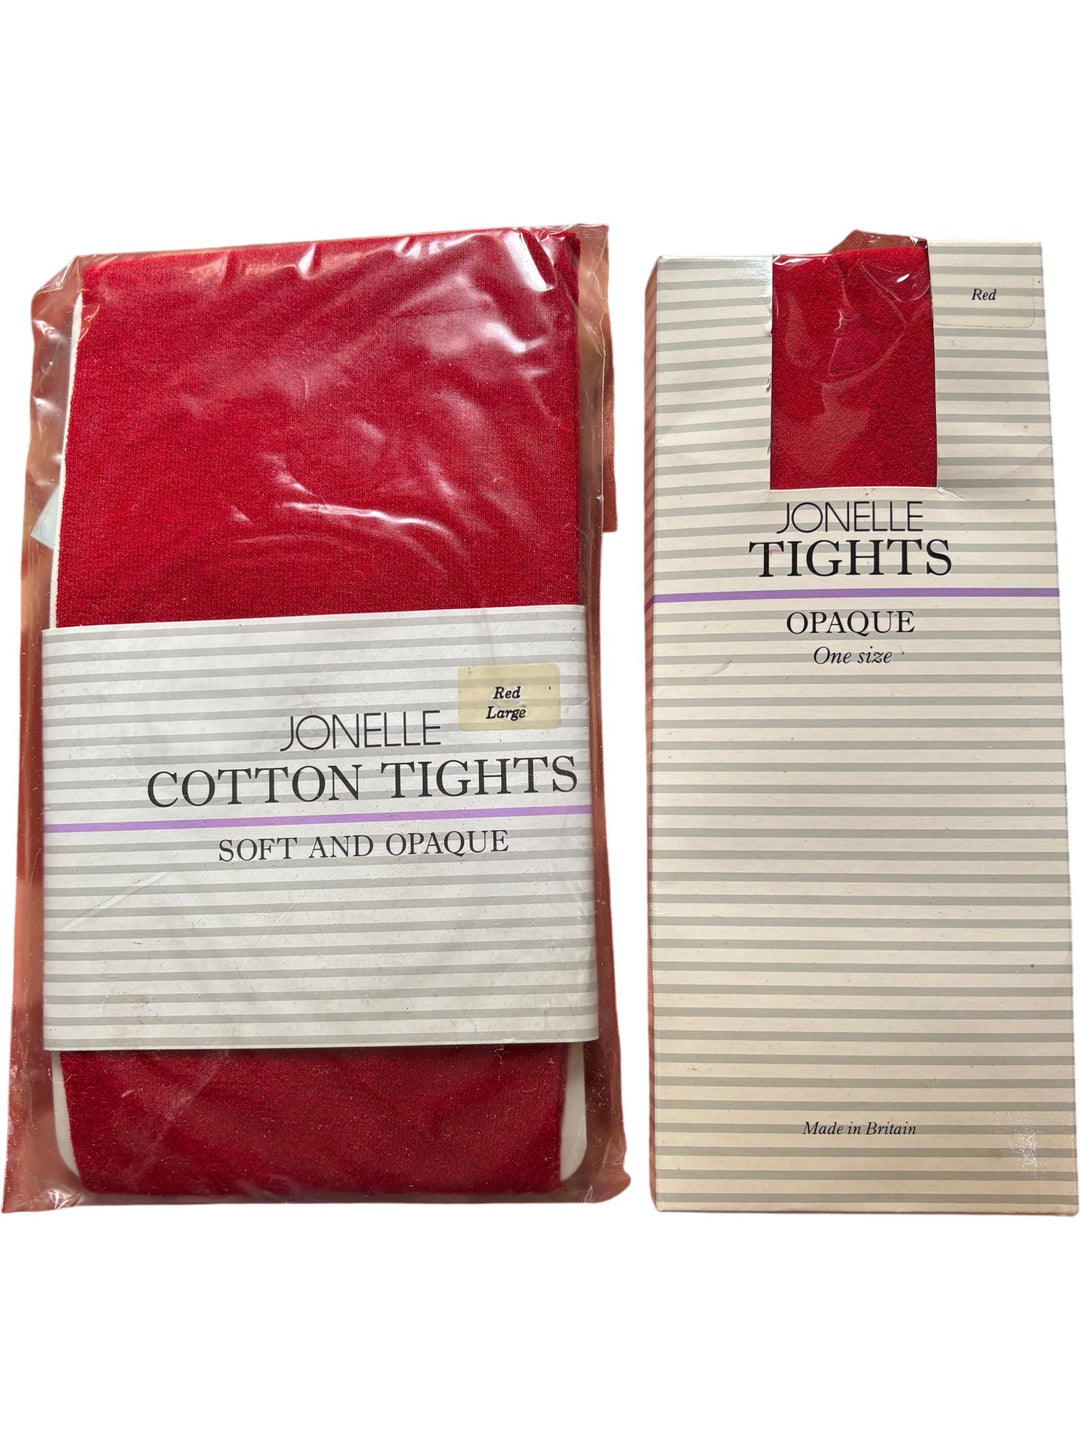 Red
Large
JONELLE
COTTON TIGHTS
SOFT AND OPAQUE
Red
JONELLE
TIGHTS
OPAQUE
One size
Made in Britain